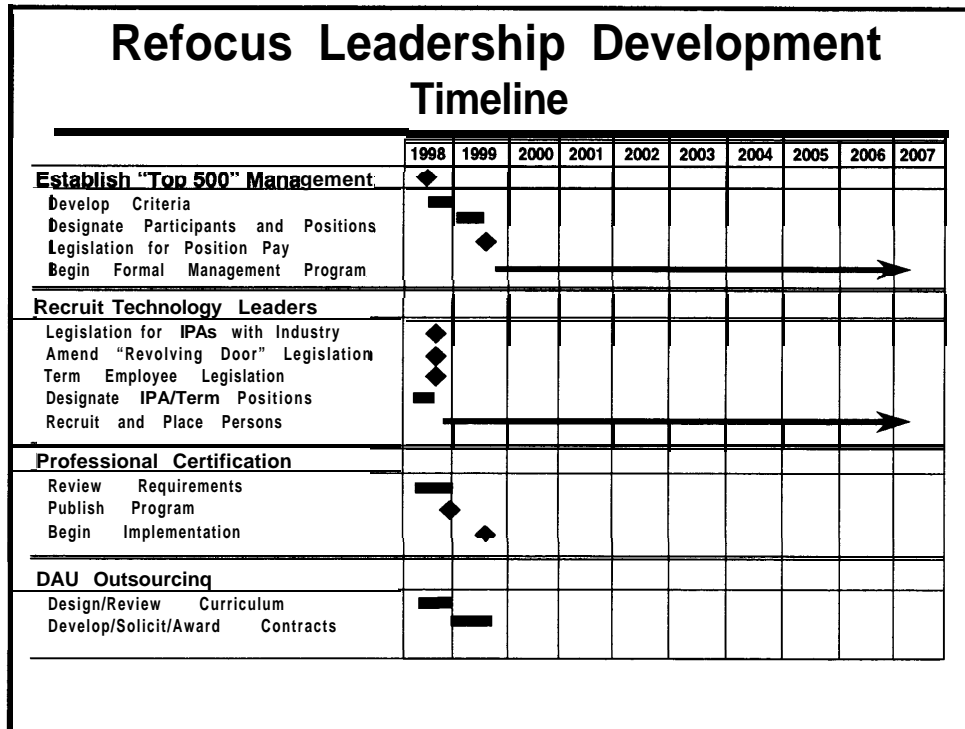 Refocus Leadership Development
Timeline
1998 1999 2000 2001 2002 2003 2004 2005 2006 2007
Establish “Top 500” Management
Develop Criteria
Designate Participants and Positions
Legislation for Position Pay
Begin Formal Management Program
Recruit Technology Leaders
Legislation for IPAs with Industry
Amend “Revolving Door” Legislation
Term Employee Legislation
Designate IPA/Term Positions
Recruit and Place Persons
Professional Certification
Review Requirements
Publish Program
Begin Implementation
DAU Outsourcing
Design/Review Curriculum
Develop/Solicit/Award Contracts